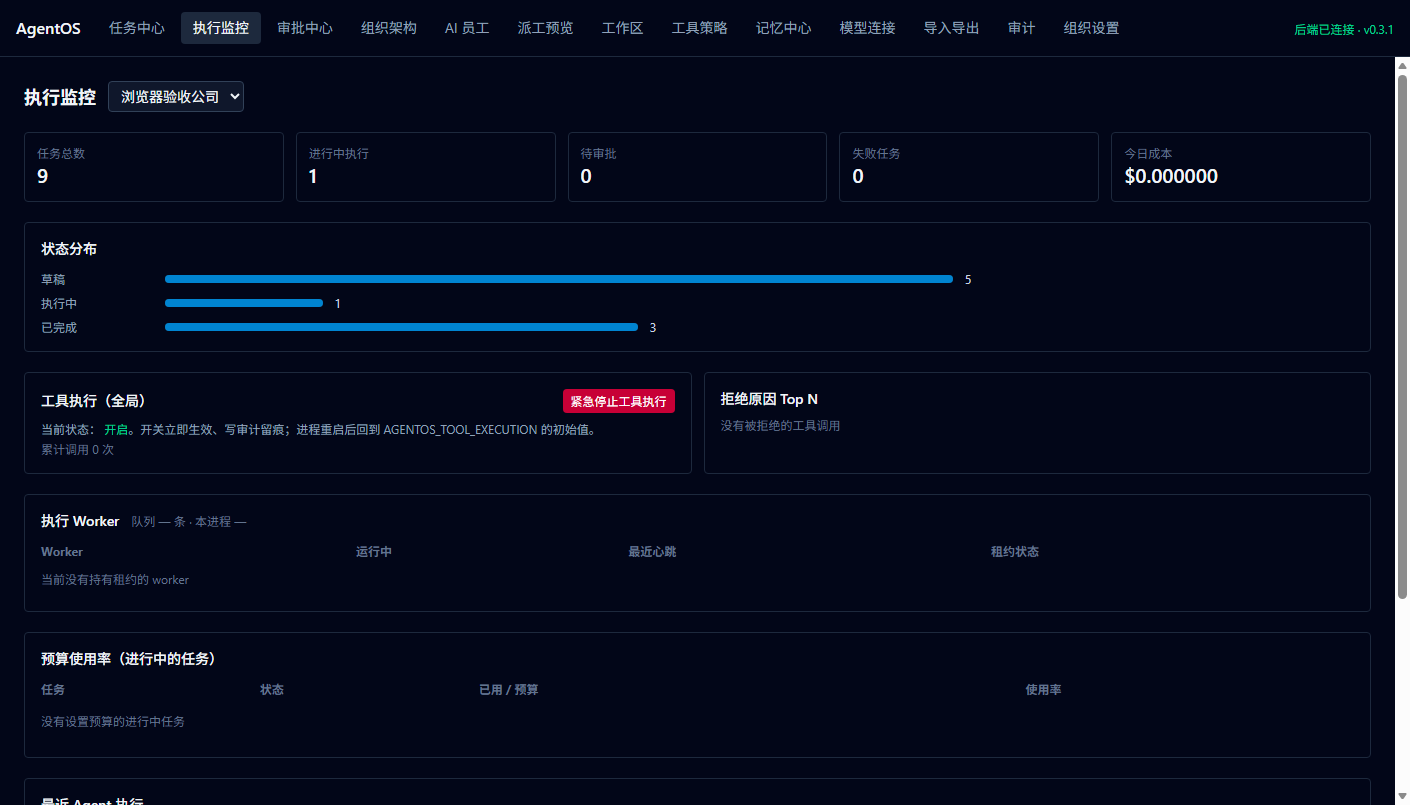 AgentOS 任务中心 执行监控 审批中心 组织架构 AI 员工 派工预览 工作区 工具策略 记忆中心 模型连接 导入导出 审计 组织设置 后端已连接 · v0.3.1
执行监控 浏览器验收公司
任务总数 进行中执行 待审批 失败任务 今日成本
9 1 0 0 $0.000000
状态分布
草稿 5
执行中 1
已完成 3
工具执行（全局） 紧急停止工具执行
当前状态： 开启。开关立即生效、写审计留痕；进程重启后回到 AGENTOS_TOOL_EXECUTION 的初始值。
累计调用 0 次
拒绝原因 Top N
没有被拒绝的工具调用
执行 Worker 队列 — 条 · 本进程 —
Worker 运行中 最近心跳 租约状态
当前没有持有租约的 worker
预算使用率（进行中的任务）
任务 状态 已用 / 预算 使用率
没有设置预算的进行中任务
最近 Agent 执行